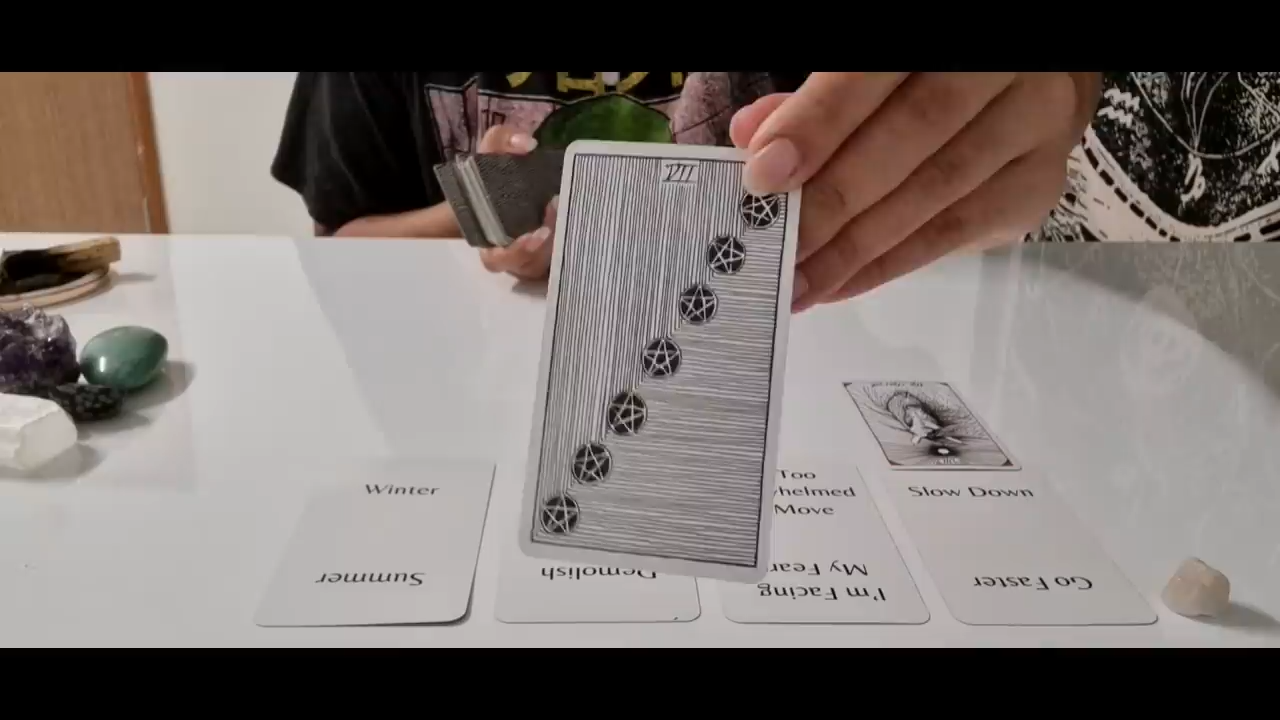 VII
Winter
Summer
Demolish
Too
whelmed
Move
I'm Facing
My Fear
Slow Down
Go Faster